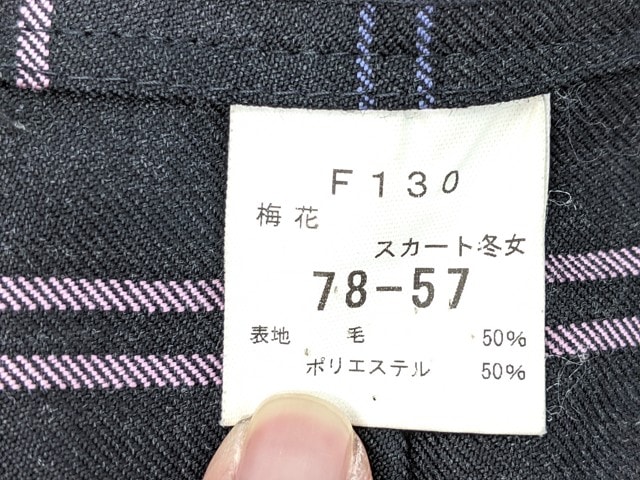 F130
梅花
スカート冬女
78-57
表地 毛 50%
ポリエステル 50%